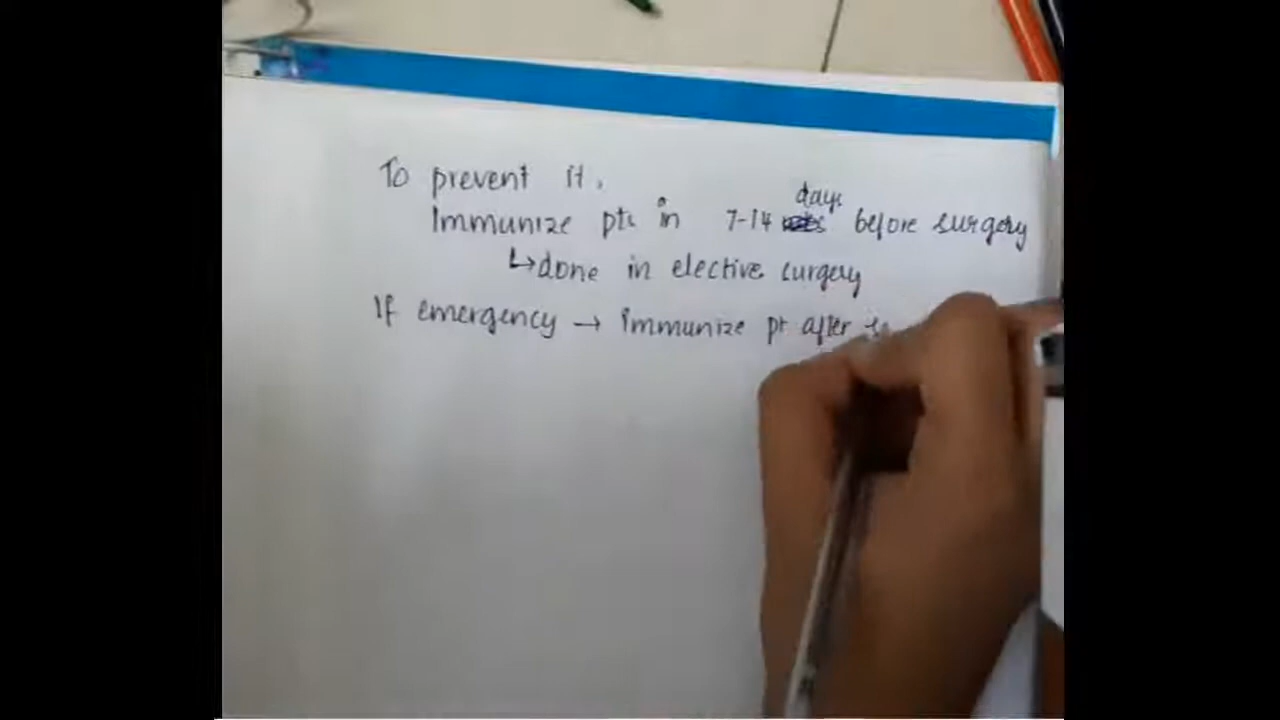 To prevent it,
days
Immunize pts in 7-14 before surgery
↳done in elective surgery
If emergency → immunize pt after